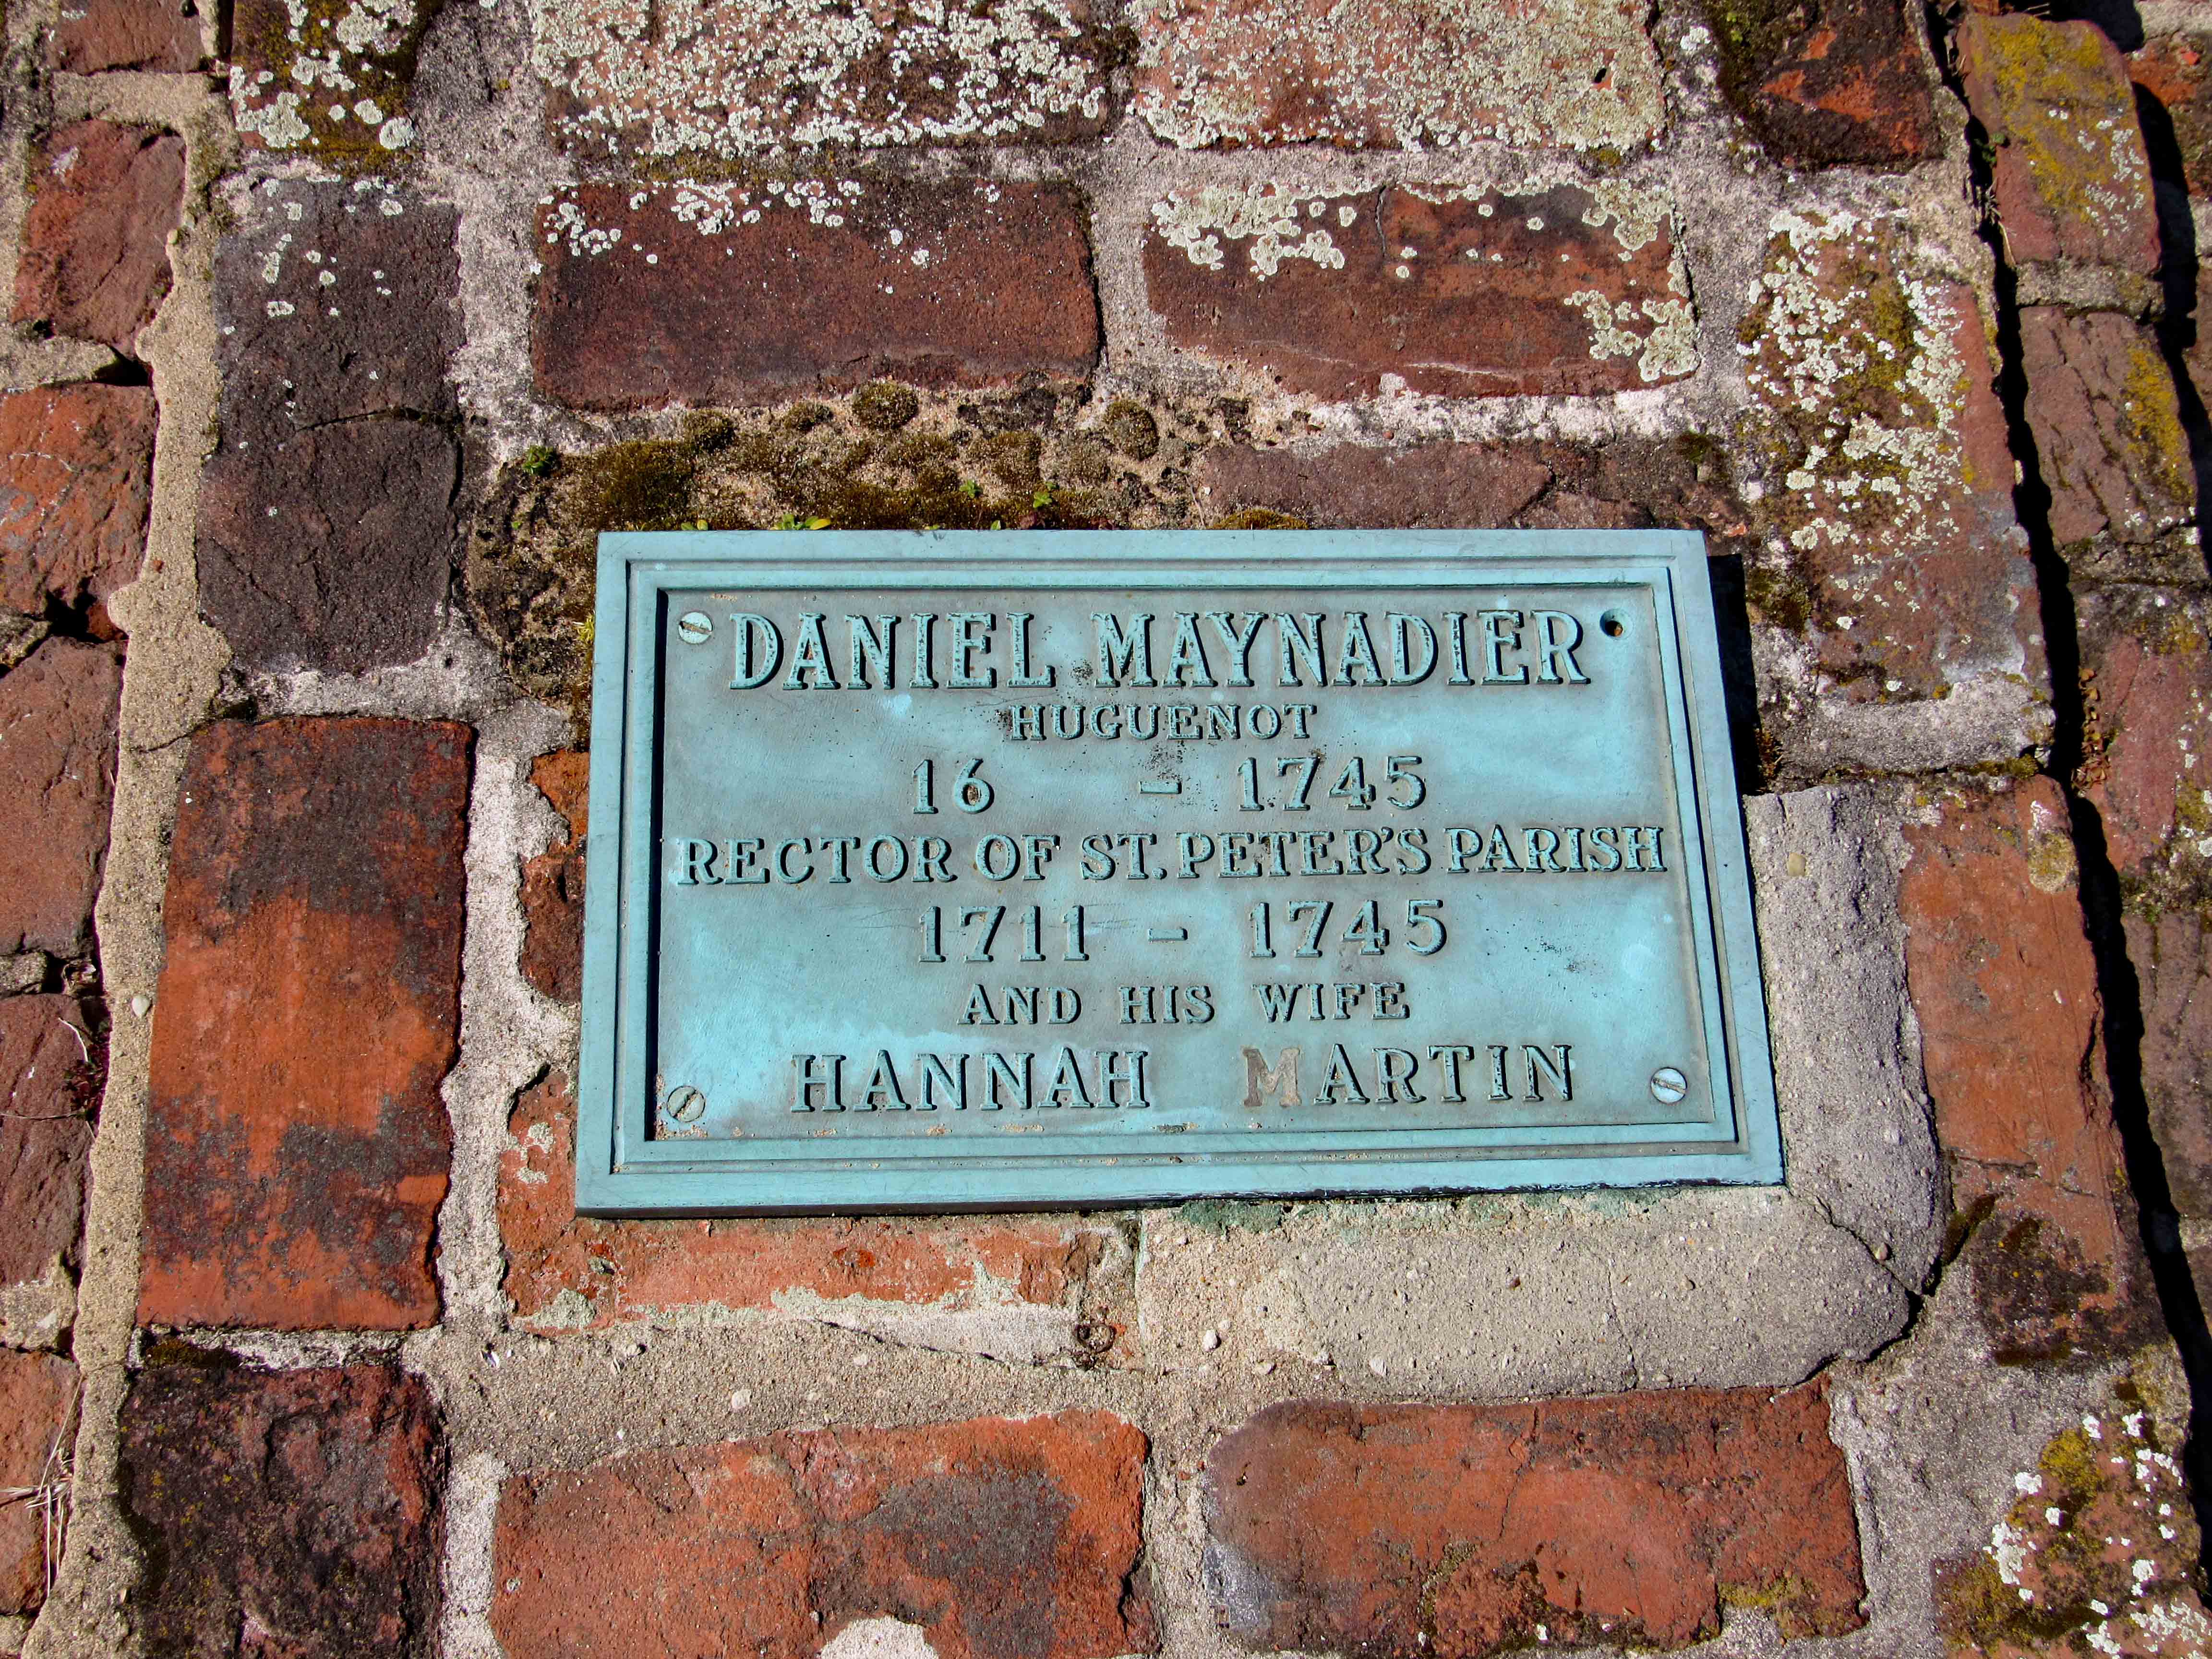 DANIEL MAYNADIER
HUGUENOT
16 - 1745
RECTOR OF ST. PETER'S PARISH
1711 - 1745
AND HIS WIFE
HANNAH MARTIN